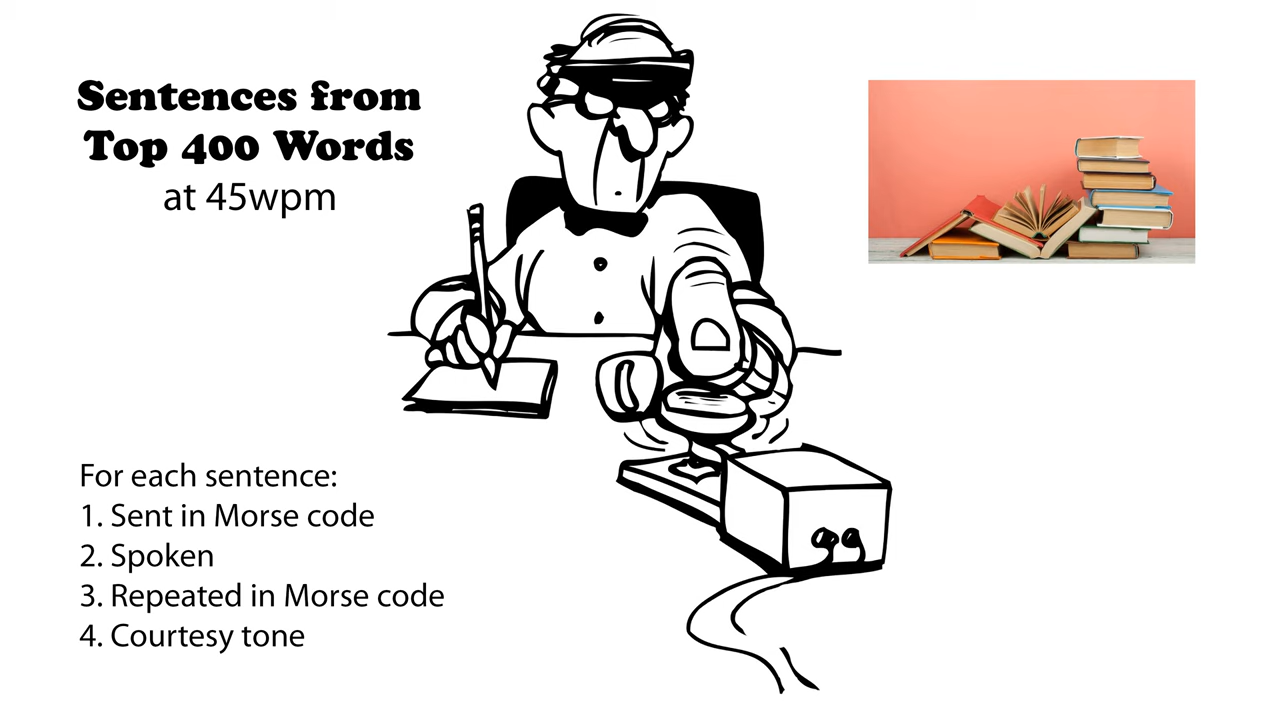 Sentences from
Top 400 Words
at 45wpm
For each sentence:
1. Sent in Morse code
2. Spoken
3. Repeated in Morse code
4. Courtesy tone